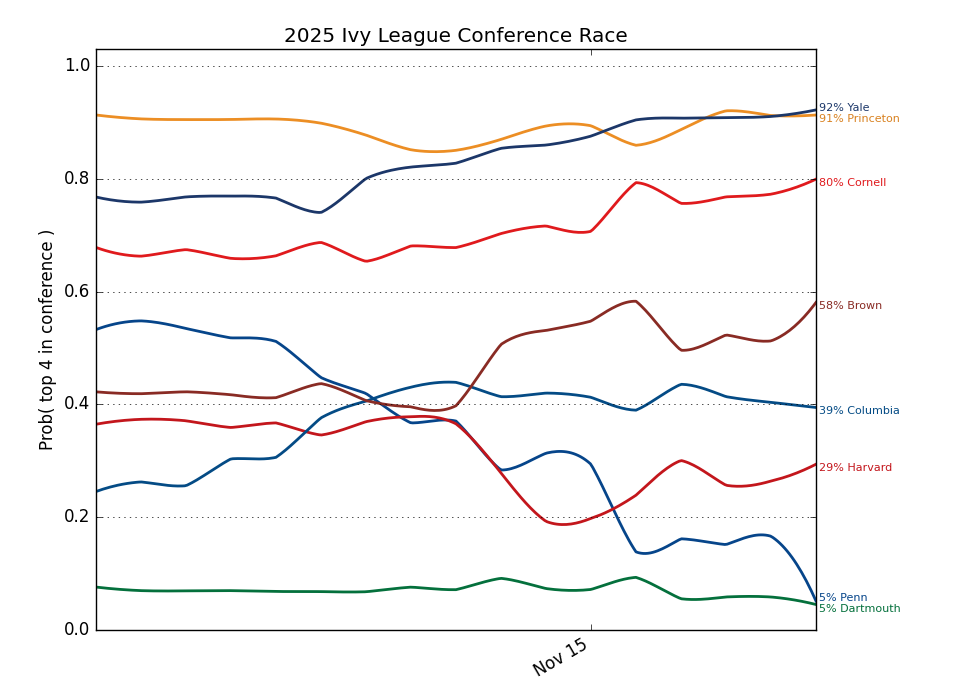 2025 Ivy League Conference Race
Prob( top 4 in conference )
1.0
0.8
0.6
0.4
0.2
0.0
Nov 15
92% Yale
91% Princeton
80% Cornell
58% Brown
39% Columbia
29% Harvard
5% Penn
5% Dartmouth